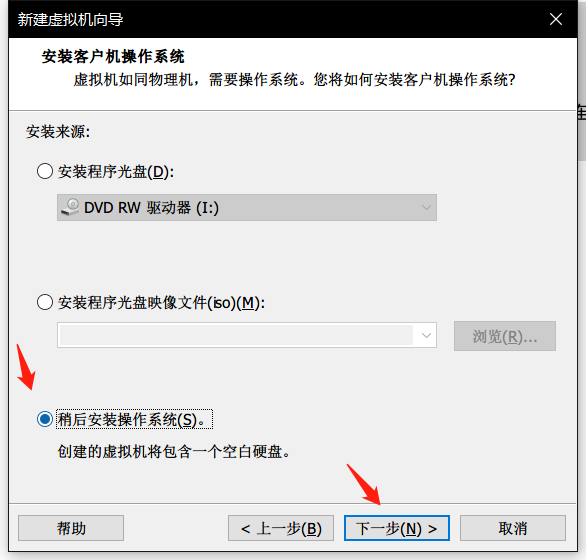 新建虚拟机向导
安装客户机操作系统
虚拟机如同物理机，需要操作系统。您将如何安装客户机操作系统?
安装来源:
安装程序光盘(D):
DVD RW 驱动器 (I:)
安装程序光盘映像文件(iso)(M):
浏览(R)...
稍后安装操作系统(S)。
创建的虚拟机将包含一个空白硬盘。
帮助
< 上一步(B)
下一步(N) >
取消